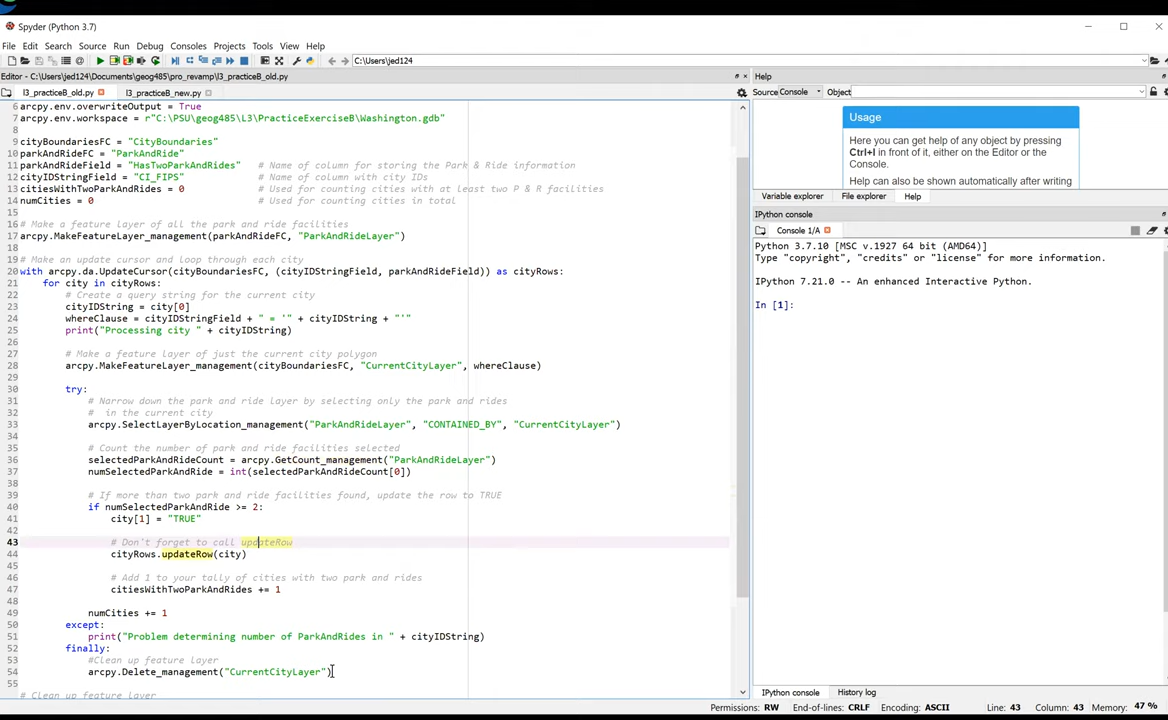 Spyder (Python 3.7)
File Edit Search Source Run Debug Consoles Projects Tools View Help
C:\Users\jed124
Editor - C:\Users\jed124\Documents\geog485\pro_revamp\l3_practiceB_old.py
l3_practiceB_old.py l3_practiceB_new.py
6 arcpy.env.overwriteOutput = True
7 arcpy.env.workspace = r"C:\PSU\geog485\L3\PracticeExerciseB\Washington.gdb"
8
9 cityBoundariesFC = "CityBoundaries"
10 parkAndRideFC = "ParkAndRide"
11 parkAndRideField = "HasTwoParkAndRides" # Name of column for storing the Park & Ride information
12 cityIDStringField = "CI_FIPS" # Name of column with city IDs
13 citiesWithTwoParkAndRides = 0 # Used for counting cities with at least two P & R facilities
14 numCities = 0 # Used for counting cities in total
15
16 # Make a feature layer of all the park and ride facilities
17 arcpy.MakeFeatureLayer_management(parkAndRideFC, "ParkAndRideLayer")
18
19 # Make an update cursor and loop through each city
20 with arcpy.da.UpdateCursor(cityBoundariesFC, (cityIDStringField, parkAndRideField)) as cityRows:
21 for city in cityRows:
22 # Create a query string for the current city
23 cityIDString = city[0]
24 whereClause = cityIDStringField + " = '" + cityIDString + "'"
25 print("Processing city " + cityIDString)
26
27 # Make a feature layer of just the current city polygon
28 arcpy.MakeFeatureLayer_management(cityBoundariesFC, "CurrentCityLayer", whereClause)
29
30 try:
31 # Narrow down the park and ride layer by selecting only the park and rides
32 # in the current city
33 arcpy.SelectLayerByLocation_management("ParkAndRideLayer", "CONTAINED_BY", "CurrentCityLayer")
34
35 # Count the number of park and ride facilities selected
36 selectedParkAndRideCount = arcpy.GetCount_management("ParkAndRideLayer")
37 numSelectedParkAndRide = int(selectedParkAndRideCount[0])
38
39 # If more than two park and ride facilities found, update the row to TRUE
40 if numSelectedParkAndRide >= 2:
41 city[1] = "TRUE"
42
43 # Don't forget to call updateRow
44 cityRows.updateRow(city)
45
46 # Add 1 to your tally of cities with two park and rides
47 citiesWithTwoParkAndRides += 1
48
49 numCities += 1
50 except:
51 print("Problem determining number of ParkAndRides in " + cityIDString)
52 finally:
53 #Clean up feature layer
54 arcpy.Delete_management("CurrentCityLayer")
55
# Clean up feature layer
Help
Source Console Object
Usage
Here you can get help of any object by pressing
Ctrl+I in front of it, either on the Editor or the
Console.
Help can also be shown automatically after writing
Variable explorer File explorer Help
IPython console
Console 1/A
Python 3.7.10 [MSC v.1927 64 bit (AMD64)]
Type "copyright", "credits" or "license" for more information.
IPython 7.21.0 -- An enhanced Interactive Python.
In [1]:
IPython console History log
Permissions: RW End-of-lines: CRLF Encoding: ASCII Line: 43 Column: 43 Memory: 47 %